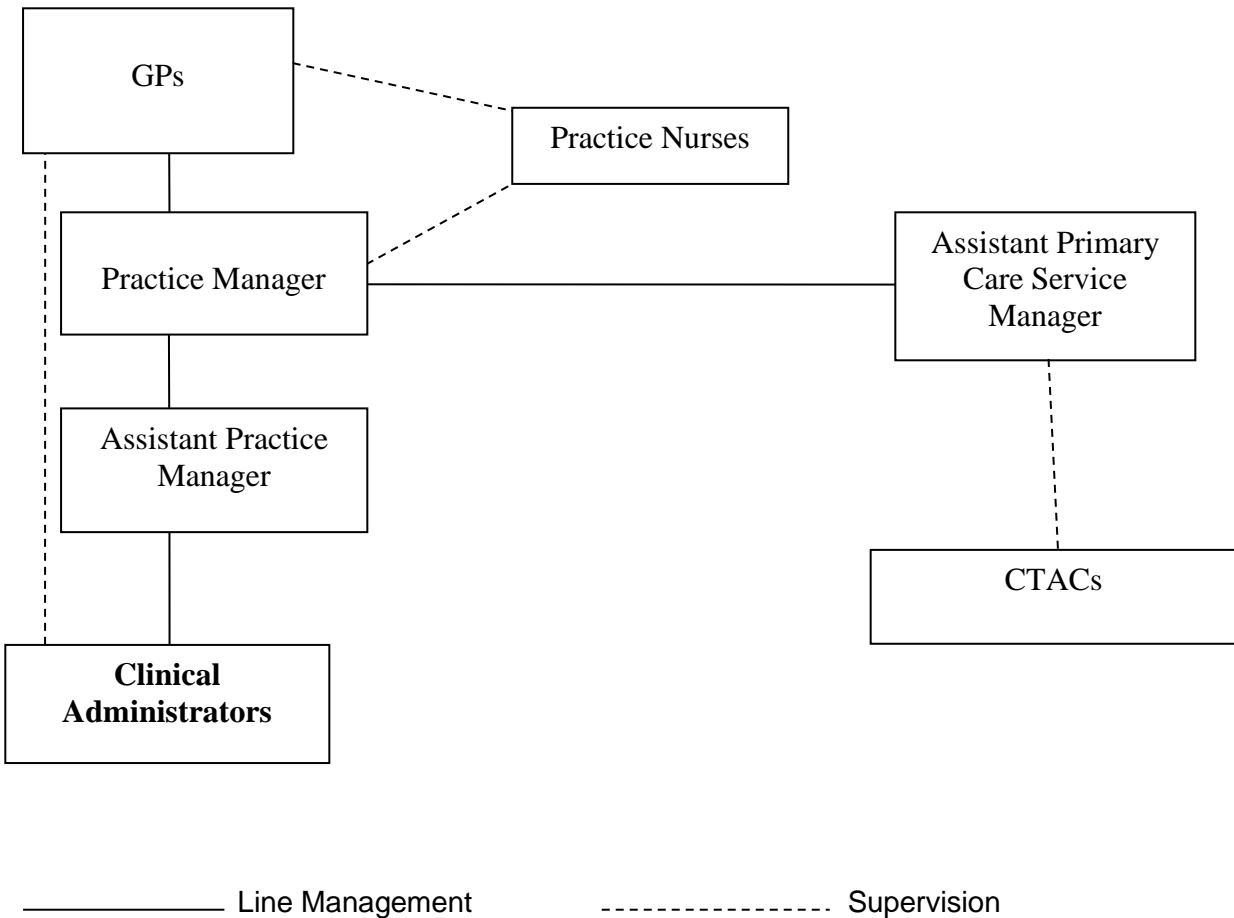 GPs
Practice Nurses
Practice Manager
Assistant Primary
Care Service
Manager
Assistant Practice
Manager
CTACs
Clinical
Administrators
Line Management
Supervision